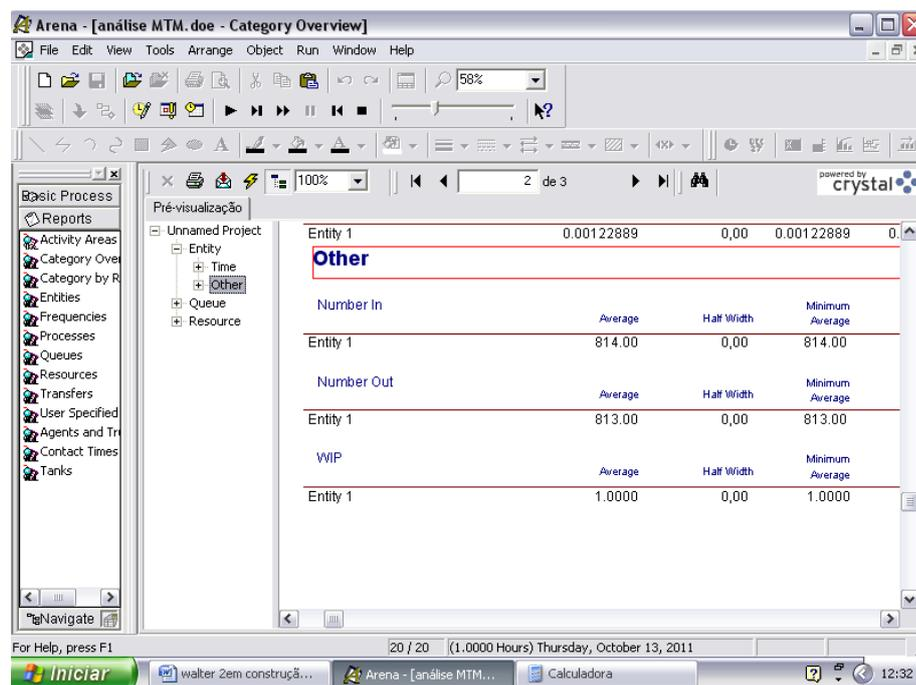 Arena - [análise MTM.doe - Category Overview]
File Edit View Tools Arrange Object Run Window Help
58%
100% 2 de 3 powered by crystal
Basic Process
Reports
Activity Areas
Category Over
Category by R
Entities
Frequencies
Processes
Queues
Resources
Transfers
User Specified
Agents and Tr
Contact Times
Tanks
Navigate
Pré-visualização
Unnamed Project
Entity
Time
Other
Queue
Resource
Entity 1 0.00122889 0,00 0.00122889 0.
Other
Number In Average Half Width Minimum Average
Entity 1 814.00 0,00 814.00
Number Out Average Half Width Minimum Average
Entity 1 813.00 0,00 813.00
WIP Average Half Width Minimum Average
Entity 1 1.0000 0,00 1.0000
For Help, press F1 20 / 20 (1.0000 Hours) Thursday, October 13, 2011
Iniciar walter 2em construçã... Arena - [análise MTM... Calculadora 12:32